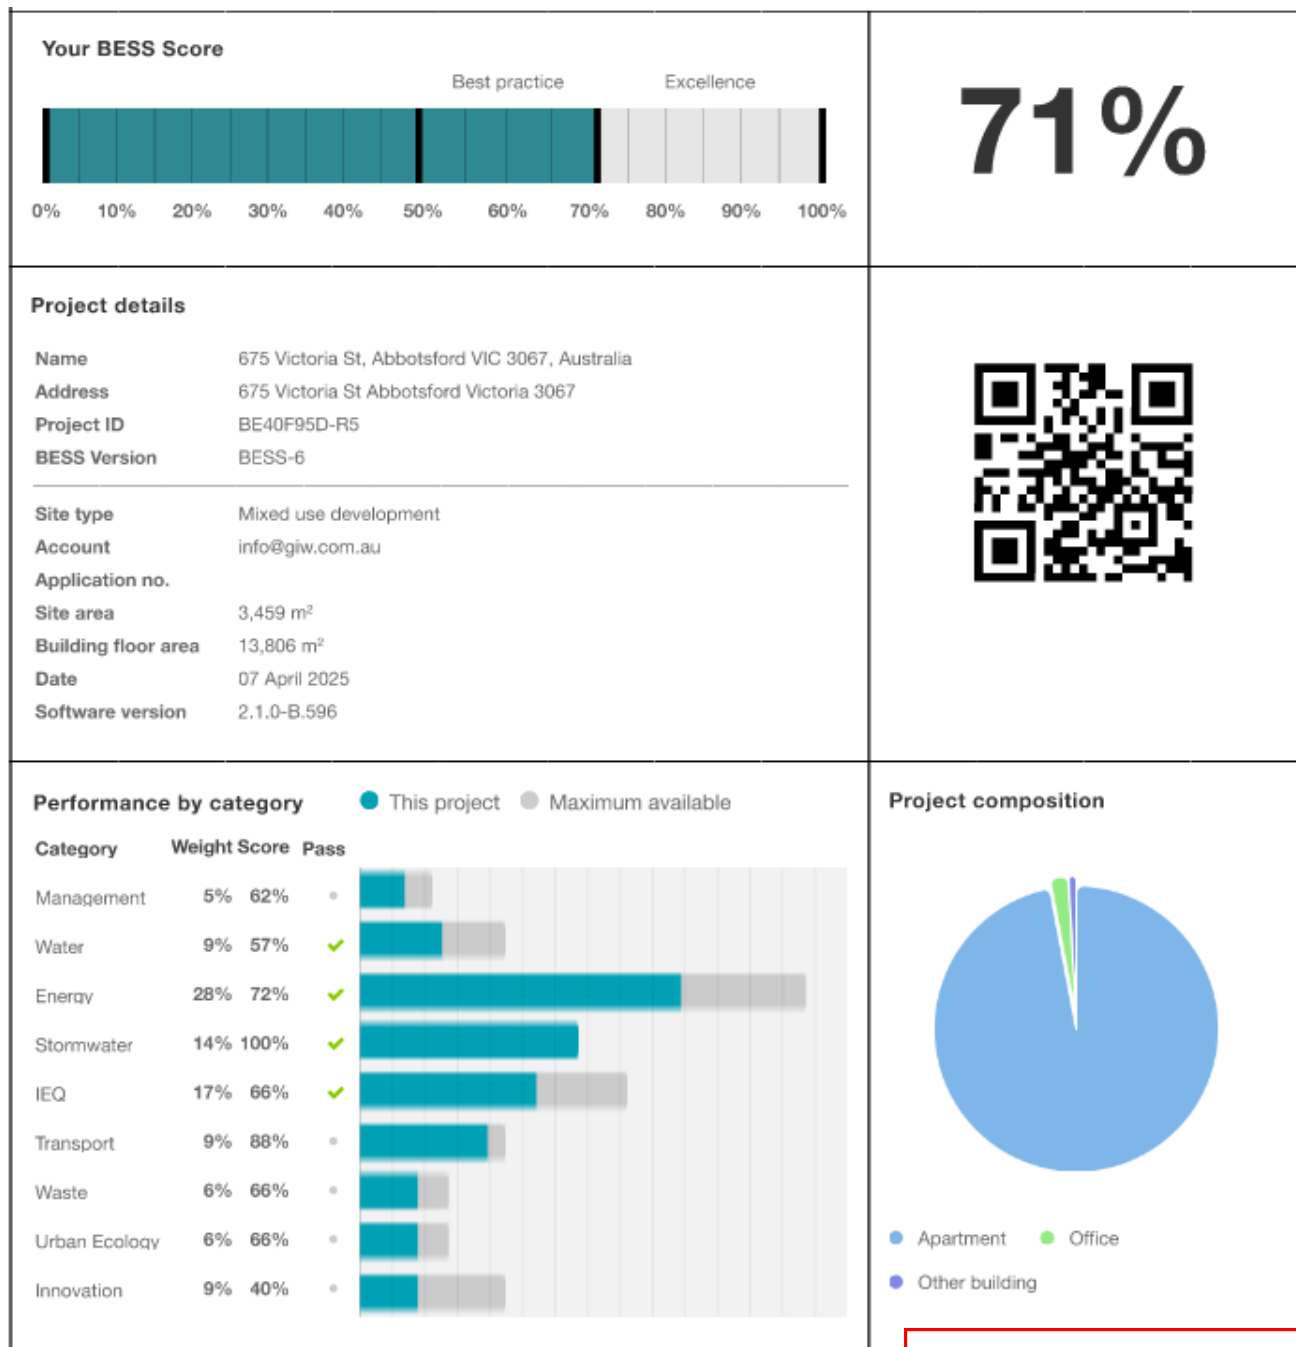 Your BESS Score
Best practice Excellence
0% 10% 20% 30% 40% 50% 60% 70% 80% 90% 100%
71%
Project details
Name 675 Victoria St, Abbotsford VIC 3067, Australia
Address 675 Victoria St Abbotsford Victoria 3067
Project ID BE40F95D-R5
BESS Version BESS-6
Site type Mixed use development
Account info@giw.com.au
Application no.
Site area 3,459 m²
Building floor area 13,806 m²
Date 07 April 2025
Software version 2.1.0-B.596
Performance by category This project Maximum available
Category Weight Score Pass
Management 5% 62%
Water 9% 57%
Energy 28% 72%
Stormwater 14% 100%
IEQ 17% 66%
Transport 9% 88%
Waste 6% 66%
Urban Ecology 6% 66%
Innovation 9% 40%
Project composition
Apartment Office
Other building